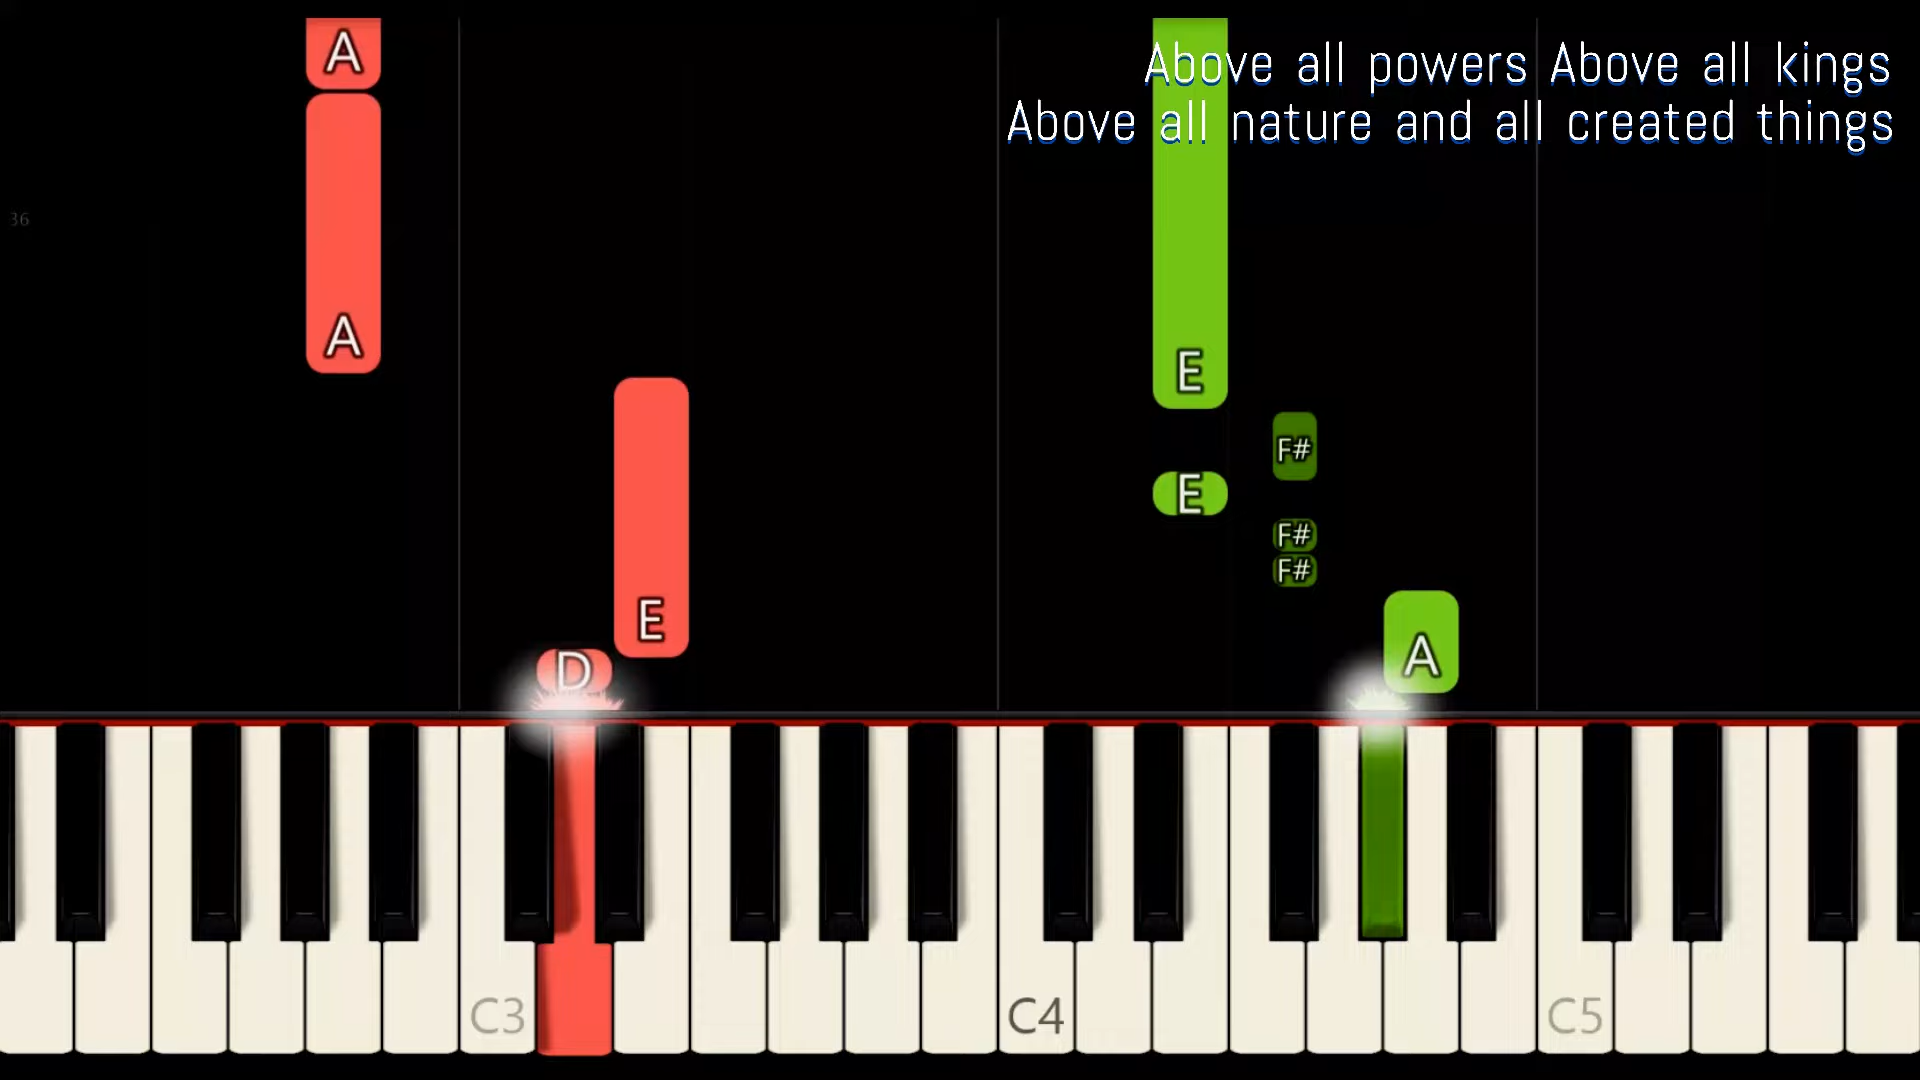 A
Above all powers Above all kings
Above all nature and all created things
36
A
E
F#
E
F#
F#
E
A
D
C3
C4
C5